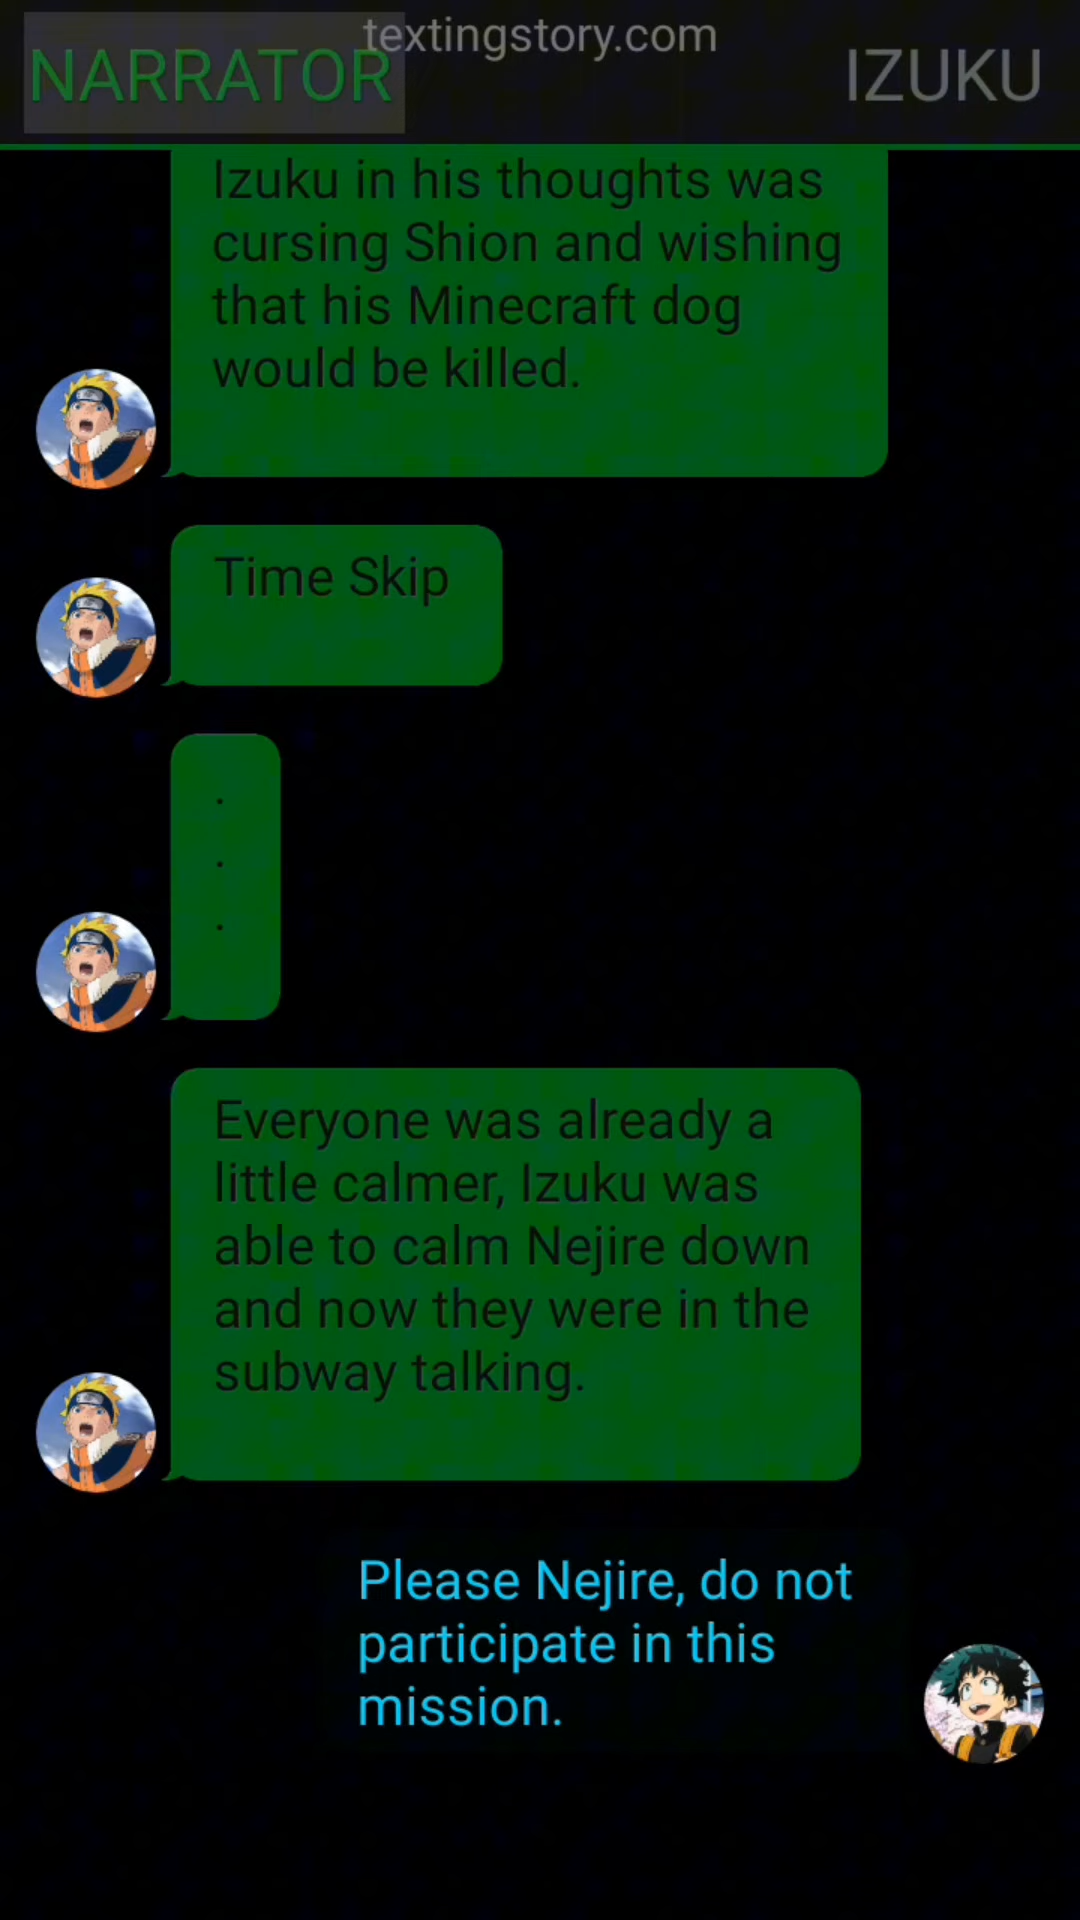 textingstory.com
NARRATOR
IZUKU
Izuku in his thoughts was
cursing Shion and wishing
that his Minecraft dog
would be killed.
Time Skip
.
.
.
Everyone was already a
little calmer, Izuku was
able to calm Nejire down
and now they were in the
subway talking.
Please Nejire, do not
participate in this
mission.